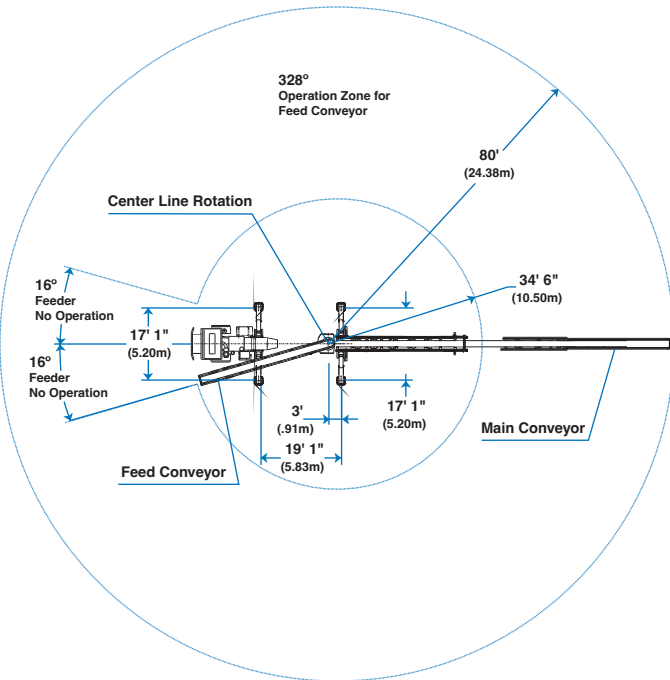 328º
Operation Zone for
Feed Conveyor
80'
(24.38m)
Center Line Rotation
34' 6"
(10.50m)
16º
Feeder
No Operation
17' 1"
(5.20m)
16º
Feeder
No Operation
3'
(.91m)
17' 1"
(5.20m)
Main Conveyor
19' 1"
(5.83m)
Feed Conveyor